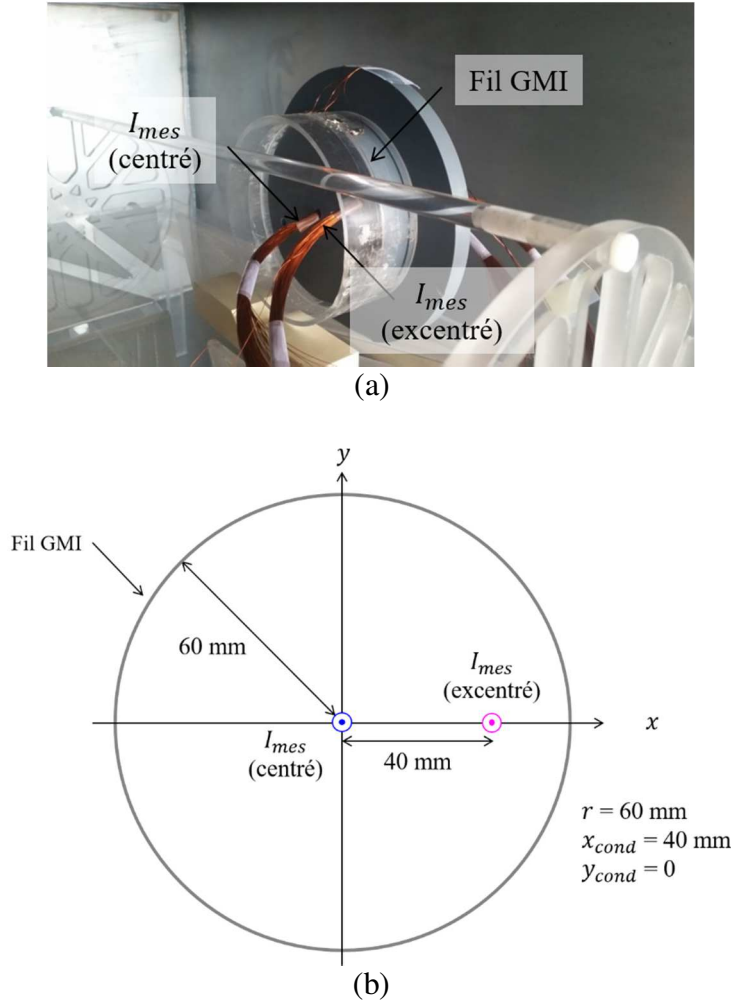 Fil GMI
I_mes
(centré)
I_mes
(excentré)
(a)
y
Fil GMI
60 mm
I_mes
(excentré)
x
I_mes
(centré)
40 mm
r = 60 mm
x_cond = 40 mm
y_cond = 0
(b)